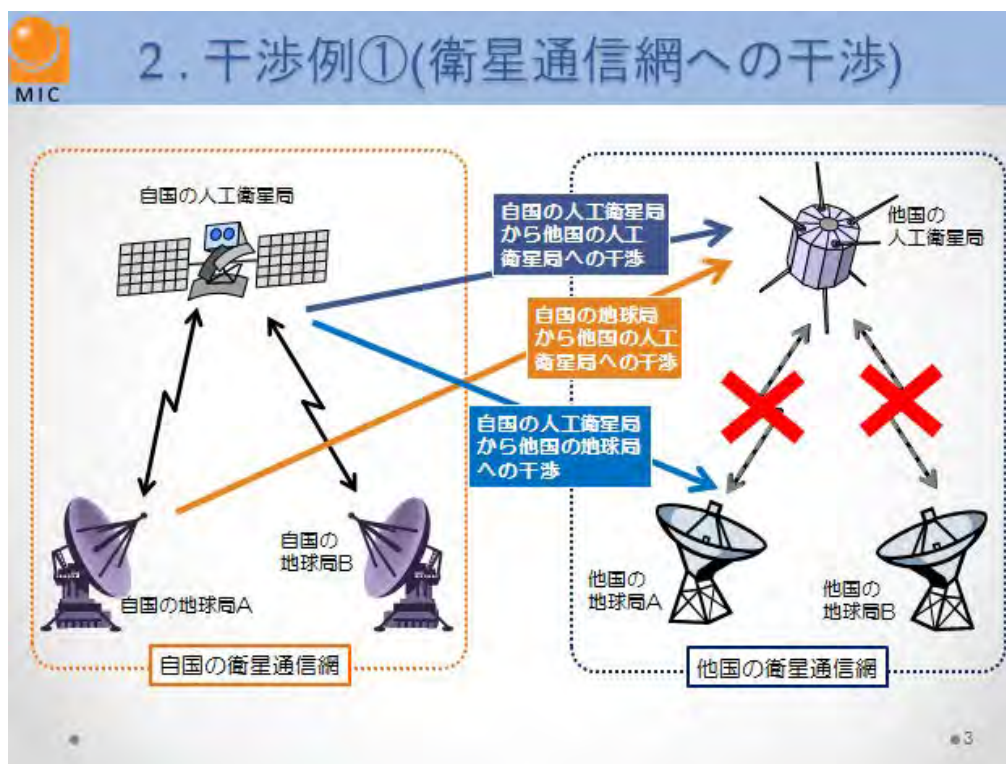 MIC
2.干渉例①(衛星通信網への干渉)
自国の人工衛星局
自国の人工衛星局
から他国の人工
衛星局への干渉
他国の
人工衛星局
自国の地球局
から他国の人工
衛星局への干渉
自国の人工衛星局
から他国の地球局
への干渉
自国の
地球局B
自国の地球局A
他国の
地球局A
他国の
地球局B
自国の衛星通信網
他国の衛星通信網
3